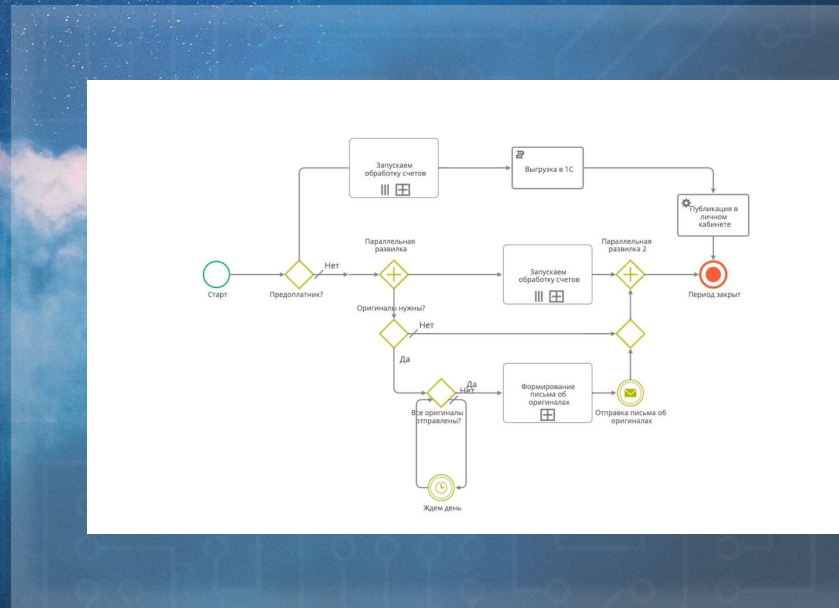 Запускаем
обработку счетов
Выгрузка в 1С
Публикация в
личном
кабинете
Параллельная
развилка
Параллельная
развилка 2
Нет
Запускаем
обработку счетов
Старт
Предоплатник?
Период закрыт
Оригиналы нужны?
Нет
Да
Да
Нет
Формирование
письма об
оригиналах
Все оригиналы
отправлены?
Отправка письма об
оригиналах
Ждем день